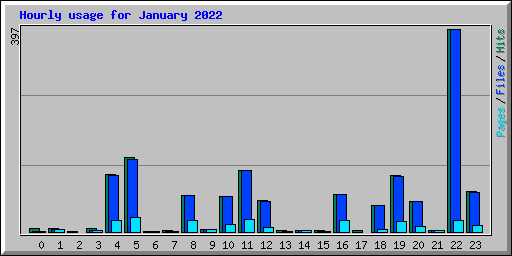 Hourly usage for January 2022
397
Pages/Files/Hits
0 1 2 3 4 5 6 7 8 9 10 11 12 13 14 15 16 17 18 19 20 21 22 23